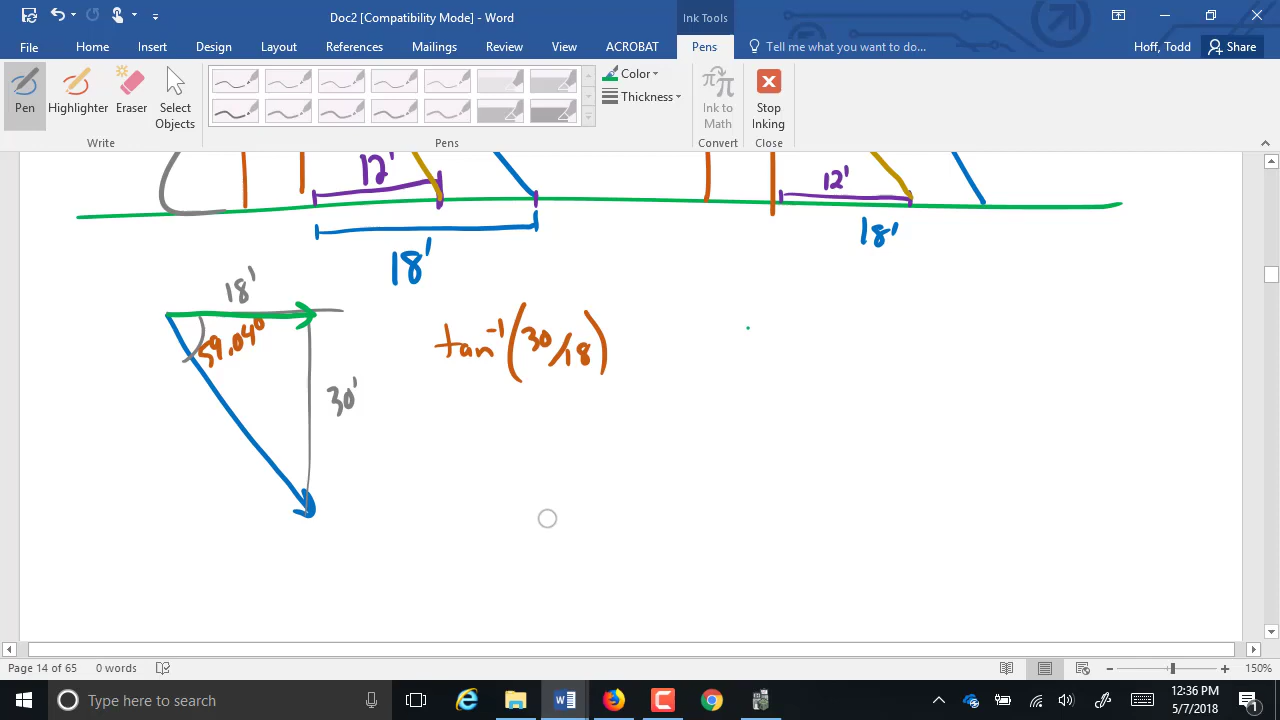 Doc2 [Compatibility Mode] - Word
Ink Tools
File
Home
Insert
Design
Layout
References
Mailings
Review
View
ACROBAT
Pens
Tell me what you want to do...
Hoff, Todd
Share
Pen
Highlighter
Eraser
Select
Objects
Color
Thickness
Ink to
Math
Stop
Inking
Write
Pens
Convert
Close
12'
12'
18'
18'
18'
59.04°
30'
tan⁻¹(30/18)
Page 14 of 65
0 words
150%
Type here to search
12:36 PM
5/7/2018
1